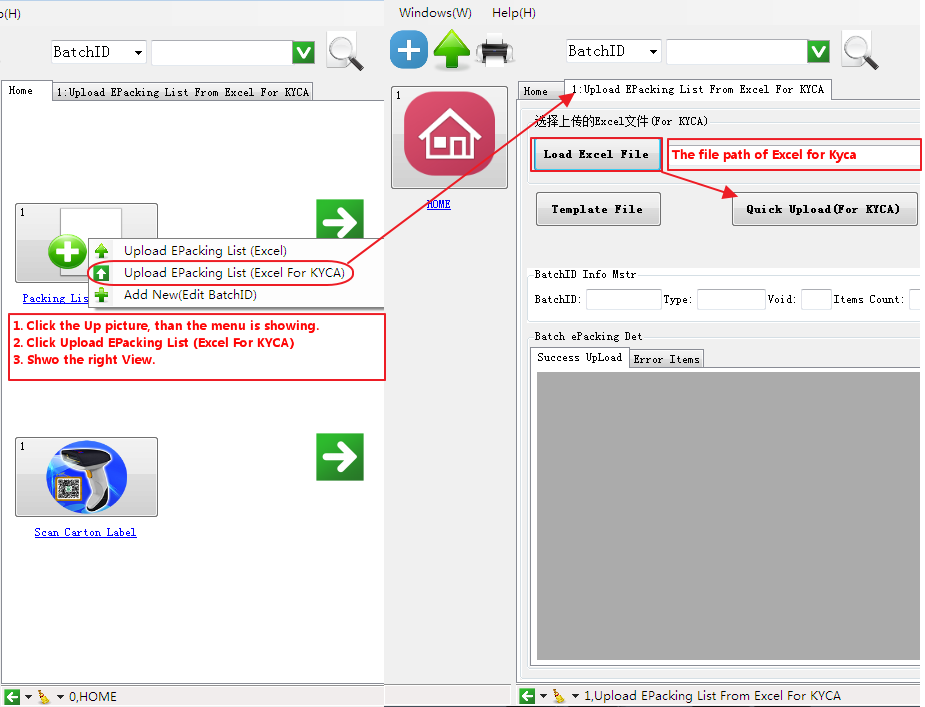 p(H)
BatchID
Home
1:Upload EPacking List From Excel For KYCA
1
Packing Lis
Upload EPacking List (Excel)
Upload EPacking List (Excel For KYCA)
Add New(Edit BatchID)
1. Click the Up picture, than the menu is showing.
2. Click Upload EPacking List (Excel For KYCA)
3. Shwo the right View.
1
Scan Carton Label
0,HOME
Windows(W) Help(H)
BatchID
1
HOME
Home
1:Upload EPacking List From Excel For KYCA
选择上传的Excel文件(For KYCA)
Load Excel File
The file path of Excel for Kyca
Template File
Quick Upload(For KYCA)
BatchID Info Mstr
BatchID: Type: Void: Items Count:
Batch ePacking Det
Success UpLoad
Error Items
1,Upload EPacking List From Excel For KYCA